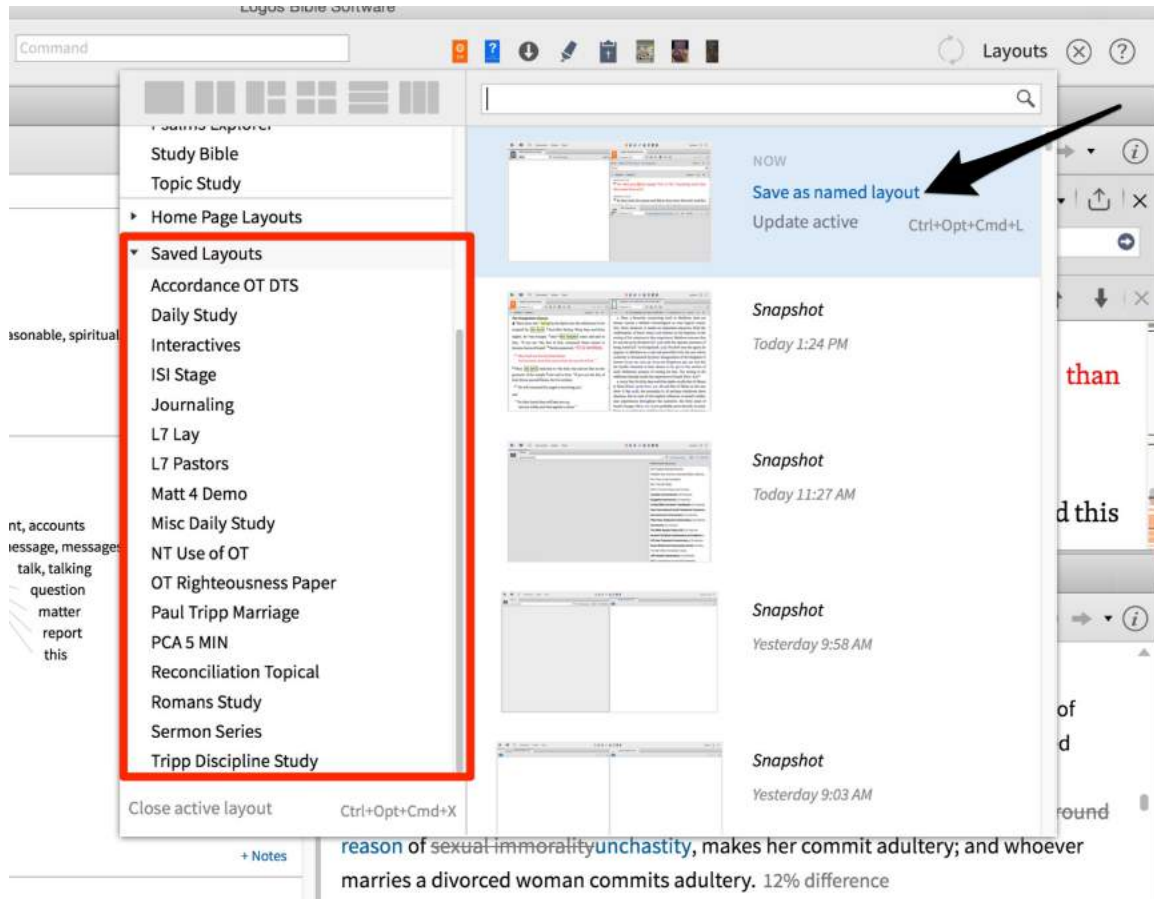 Logos Bible Software
Command
Layouts
Psalms Explorer
Study Bible
Topic Study
Home Page Layouts
Saved Layouts
Accordance OT DTS
Daily Study
Interactives
ISI Stage
Journaling
L7 Lay
L7 Pastors
Matt 4 Demo
Misc Daily Study
NT Use of OT
OT Righteousness Paper
Paul Tripp Marriage
PCA 5 MIN
Reconciliation Topical
Romans Study
Sermon Series
Tripp Discipline Study
Close active layout Ctrl+Opt+Cmd+X
NOW
Save as named layout
Update active Ctrl+Opt+Cmd+L
Snapshot
Today 1:24 PM
Snapshot
Today 11:27 AM
Snapshot
Yesterday 9:58 AM
Snapshot
Yesterday 9:03 AM
asonable, spiritual
nt, accounts
essage, messages
talk, talking
question
matter
report
this
+ Notes
than
d this
of
d
round
reason of sexual immoralityunchastity, makes her commit adultery; and whoever
marries a divorced woman commits adultery. 12% difference